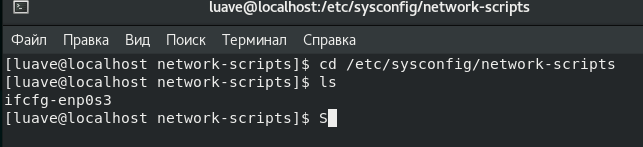 luave@localhost:/etc/sysconfig/network-scripts
Файл Правка Вид Поиск Терминал Справка
[luave@localhost network-scripts]$ cd /etc/sysconfig/network-scripts
[luave@localhost network-scripts]$ ls
ifcfg-enp0s3
[luave@localhost network-scripts]$ S